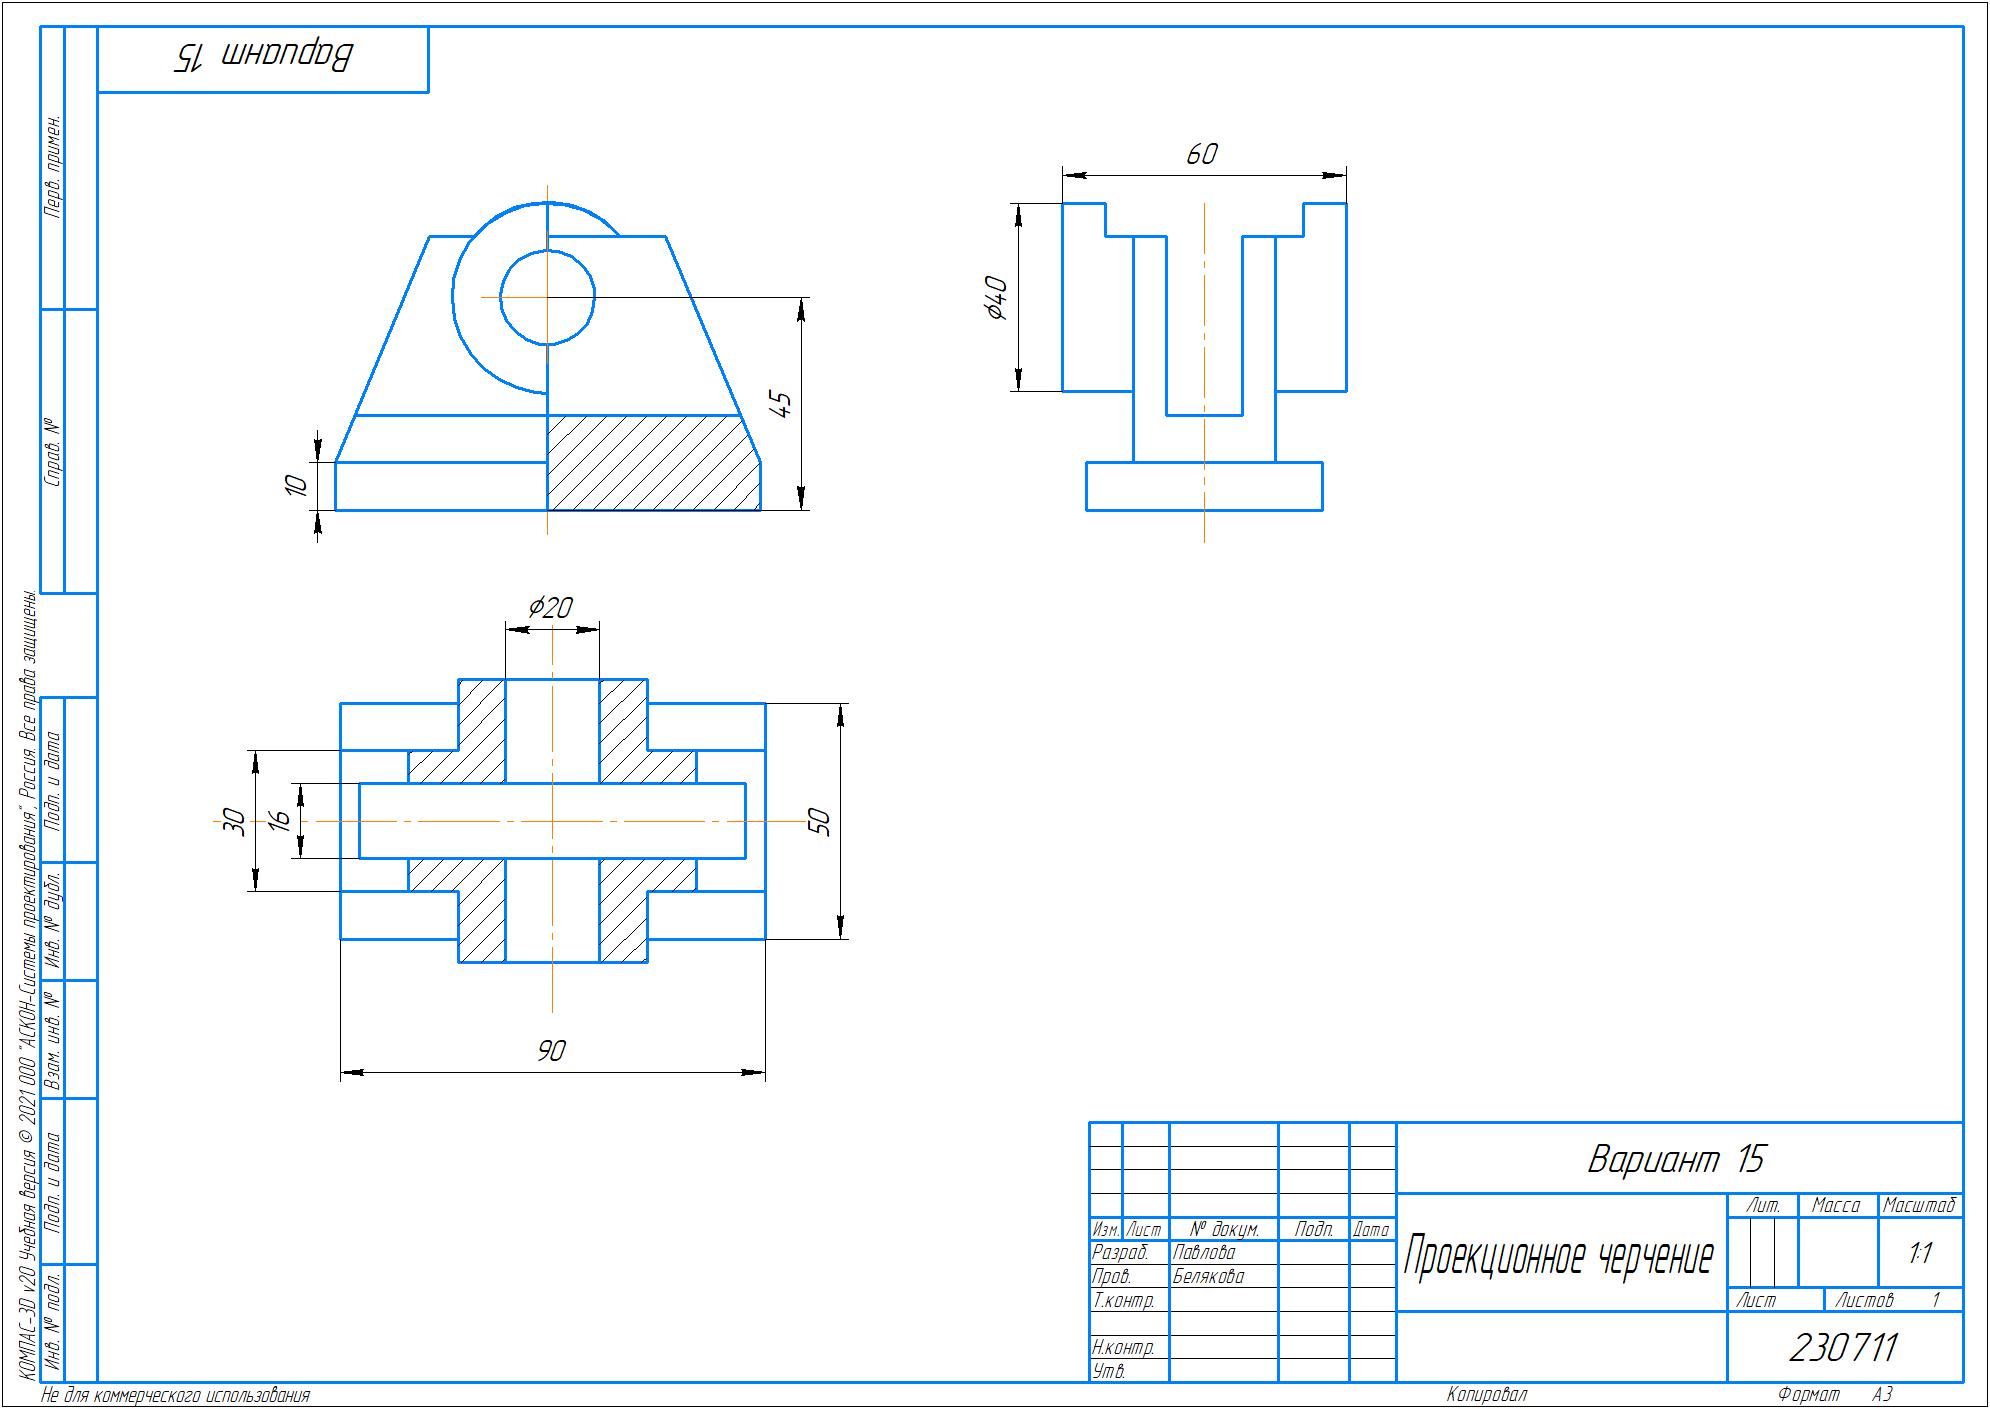 Вариант 15
Перв. примен.
Справ. №
Подп. и дата
Инв. № дубл.
Взам. инв. №
Подп. и дата
Инв. № подл.
КОМПАС-3D v20 Учебная версия © 2021 ООО "АСКОН-Системы проектирования", Россия. Все права защищены.
60
⌀40
45
10
⌀20
30
16
50
90
Вариант 15
Лит. Масса Масштаб
Изм. Лист № докум. Подп. Дата
Разраб. Павлова
Проекционное черчение
1:1
Пров. Белякова
Т.контр.
Лист Листов 1
Н.контр.
230711
Утв.
Не для коммерческого использования
Копировал Формат А3